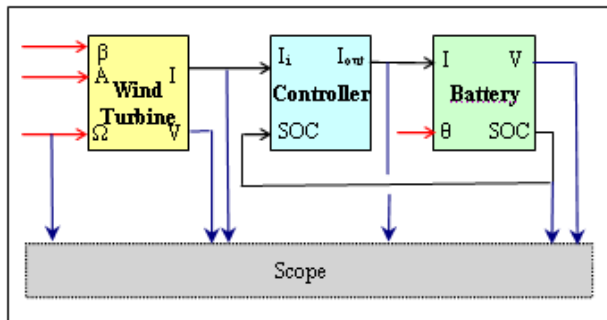 β
A I
Wind
Turbine
Ω V
Ii Iout
Controller
SOC
I V
Battery
θ SOC
Scope